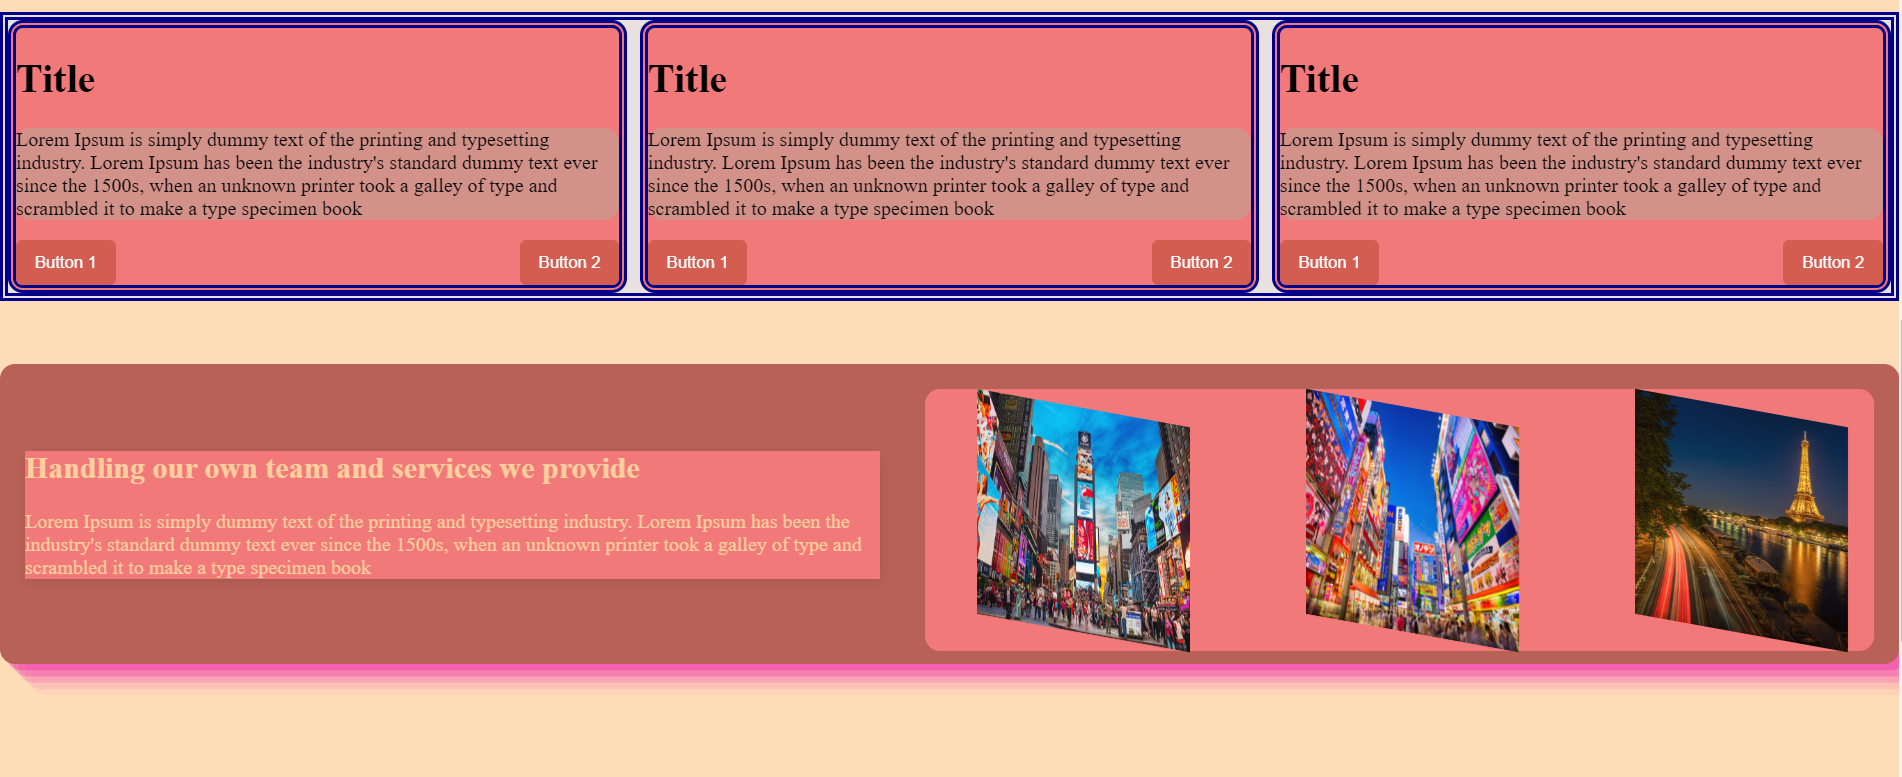 Title
Lorem Ipsum is simply dummy text of the printing and typesetting
industry. Lorem Ipsum has been the industry's standard dummy text ever
since the 1500s, when an unknown printer took a galley of type and
scrambled it to make a type specimen book
Button 1
Button 2
Title
Lorem Ipsum is simply dummy text of the printing and typesetting
industry. Lorem Ipsum has been the industry's standard dummy text ever
since the 1500s, when an unknown printer took a galley of type and
scrambled it to make a type specimen book
Button 1
Button 2
Title
Lorem Ipsum is simply dummy text of the printing and typesetting
industry. Lorem Ipsum has been the industry's standard dummy text ever
since the 1500s, when an unknown printer took a galley of type and
scrambled it to make a type specimen book
Button 1
Button 2
Handling our own team and services we provide
Lorem Ipsum is simply dummy text of the printing and typesetting industry. Lorem Ipsum has been the
industry's standard dummy text ever since the 1500s, when an unknown printer took a galley of type and
scrambled it to make a type specimen book